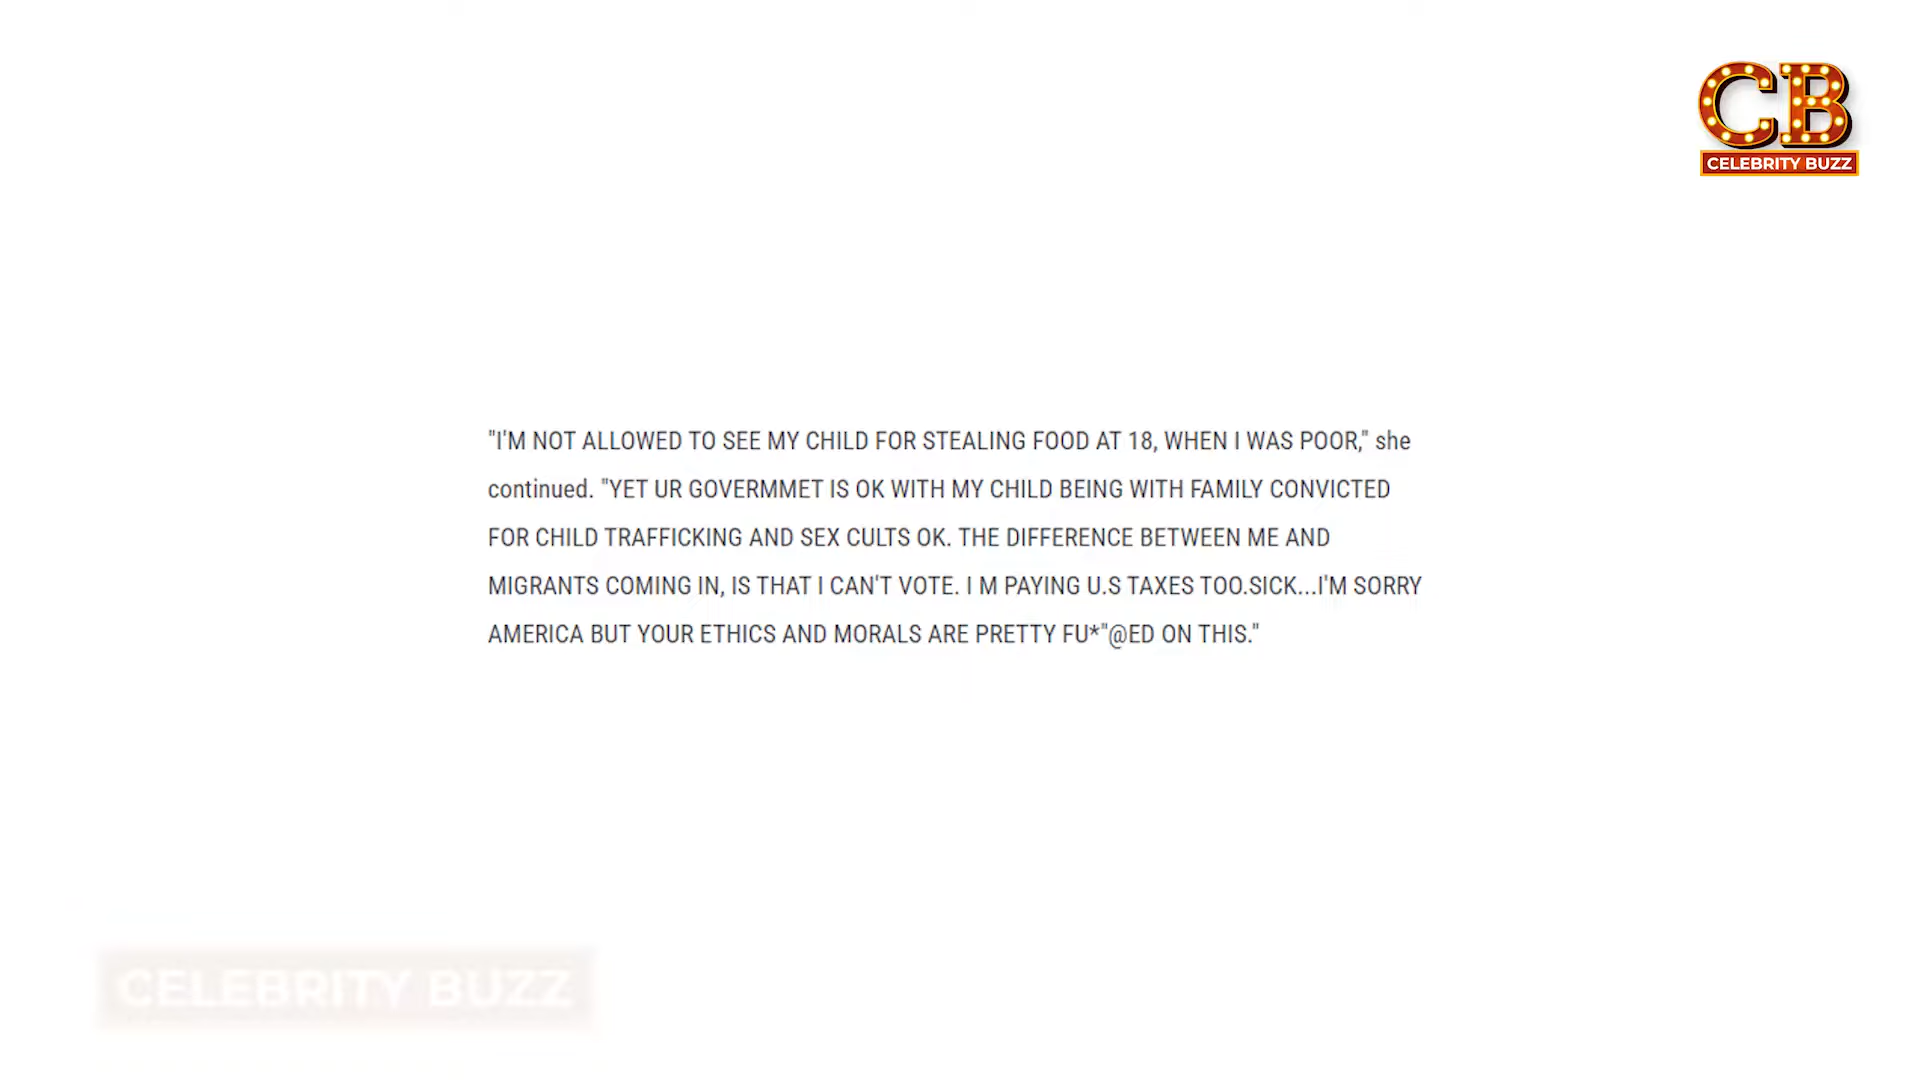 CB
CELEBRITY BUZZ
"I'M NOT ALLOWED TO SEE MY CHILD FOR STEALING FOOD AT 18, WHEN I WAS POOR," she
continued. "YET UR GOVERMMET IS OK WITH MY CHILD BEING WITH FAMILY CONVICTED
FOR CHILD TRAFFICKING AND SEX CULTS OK. THE DIFFERENCE BETWEEN ME AND
MIGRANTS COMING IN, IS THAT I CAN'T VOTE. I M PAYING U.S TAXES TOO.SICK...I'M SORRY
AMERICA BUT YOUR ETHICS AND MORALS ARE PRETTY FU*"@ED ON THIS."
CELEBRITY BUZZ